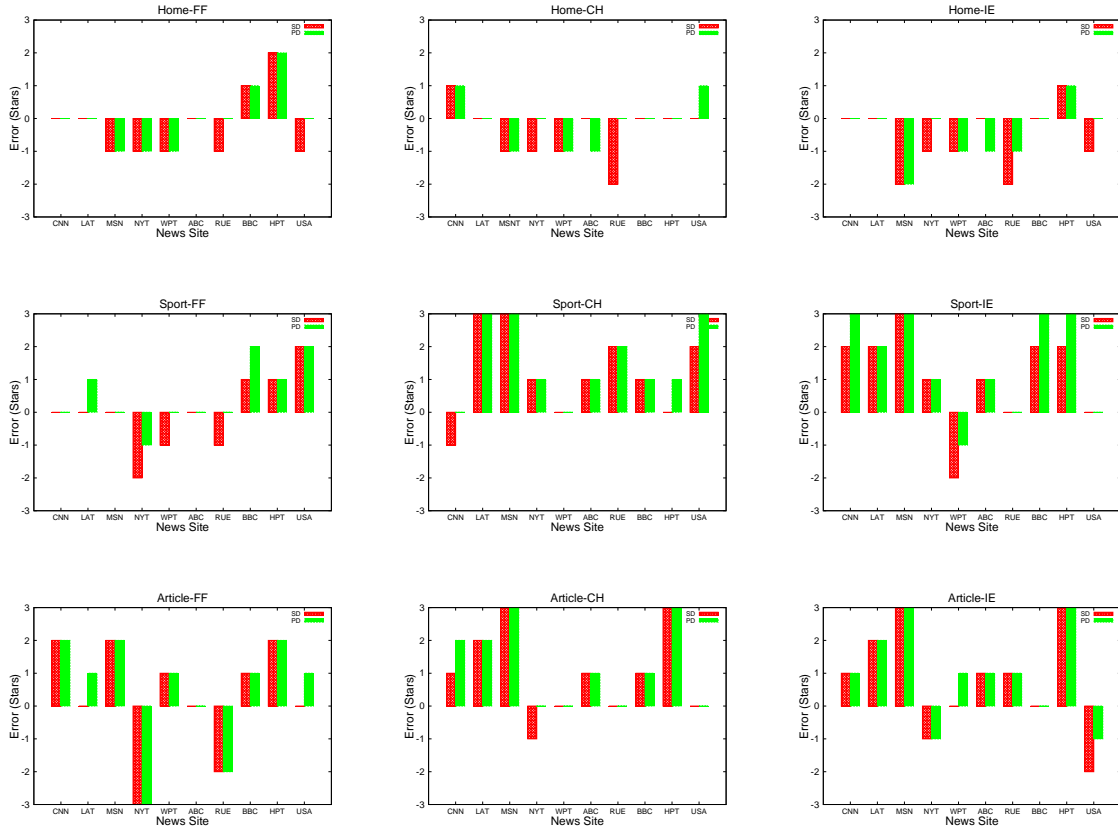 Home-FF
SD
PD
Error (Stars)
3
2
1
0
-1
-2
-3
CNN LAT MSN NYT WPT ABC RUE BBC HPT USA
News Site
Home-CH
SD
PD
Error (Stars)
3
2
1
0
-1
-2
-3
CNN LAT MSNT NYT WPT ABC RUE BBC HPT USA
News Site
Home-IE
SD
PD
Error (Stars)
3
2
1
0
-1
-2
-3
CNN LAT MSN NYT WPT ABC RUE BBC HPT USA
News Site
Sport-FF
SD
PD
Error (Stars)
3
2
1
0
-1
-2
-3
CNN LAT MSN NYT WPT ABC RUE BBC HPT USA
News Site
Sport-CH
SD
PD
Error (Stars)
3
2
1
0
-1
-2
-3
CNN LAT MSN NYT WPT ABC RUE BBC HPT USA
News Site
Sport-IE
SD
PD
Error (Stars)
3
2
1
0
-1
-2
-3
CNN LAT MSN NYT WPT ABC RUE BBC HPT USA
News Site
Article-FF
SD
PD
Error (Stars)
3
2
1
0
-1
-2
-3
CNN LAT MSN NYT WPT ABC RUE BBC HPT USA
News Site
Article-CH
SD
PD
Error (Stars)
3
2
1
0
-1
-2
-3
CNN LAT MSN NYT WPT ABC RUE BBC HPT USA
News Site
Article-IE
SD
PD
Error (Stars)
3
2
1
0
-1
-2
-3
CNN LAT MSN NYT WPT ABC RUE BBC HPT USA
News Site